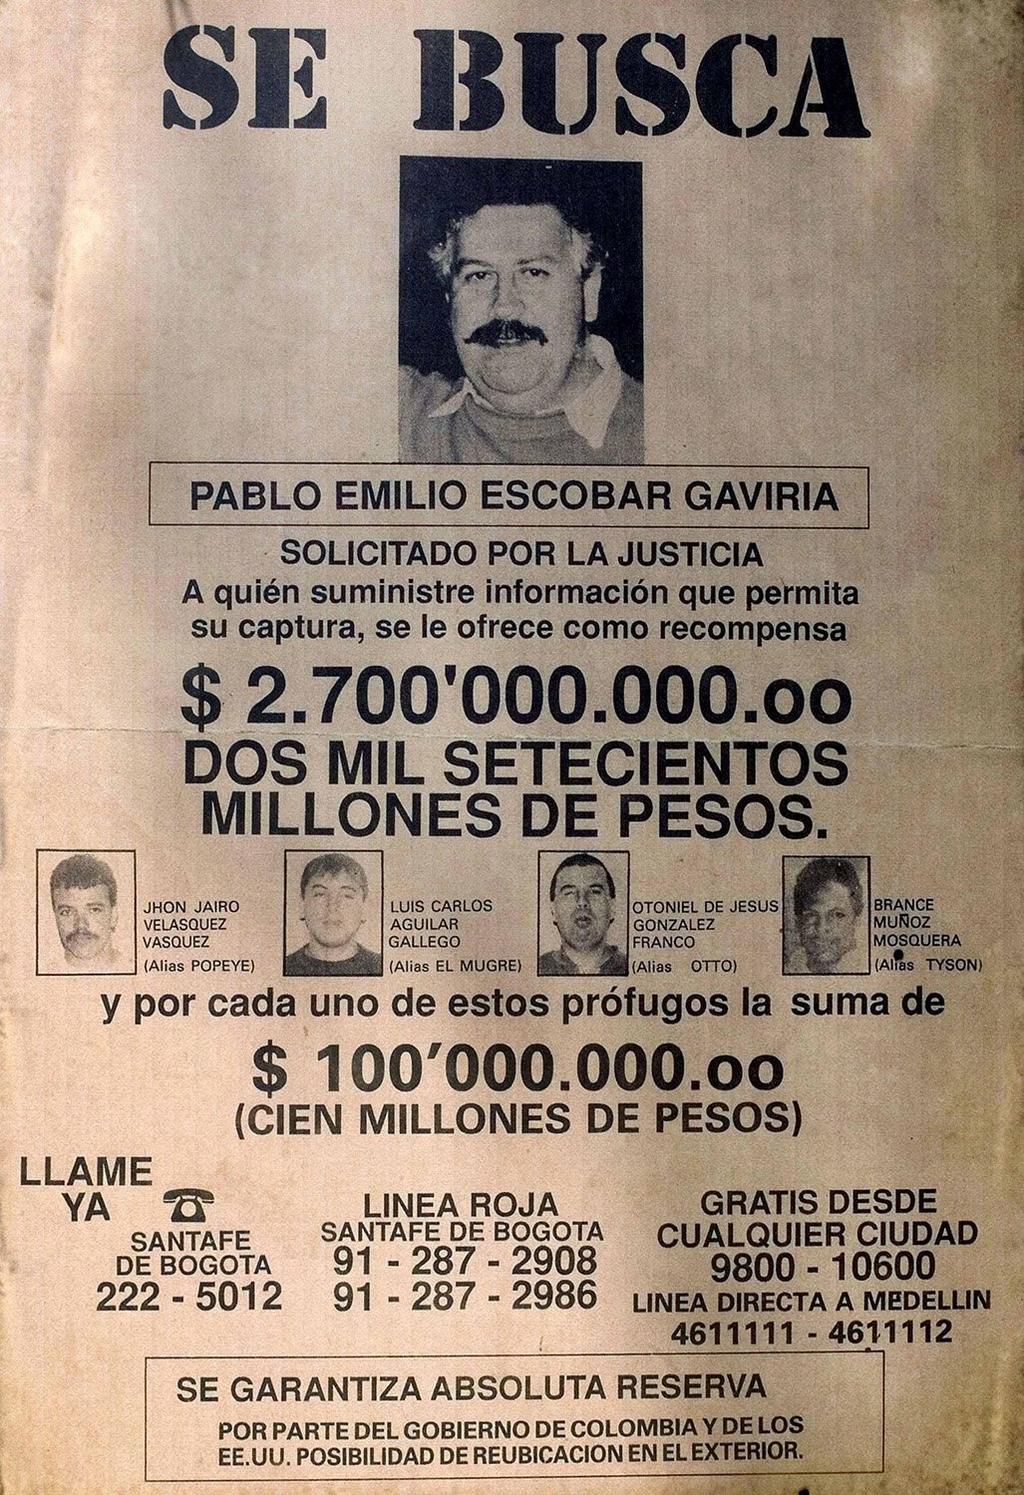 SE BUSCA
PABLO EMILIO ESCOBAR GAVIRIA
SOLICITADO POR LA JUSTICIA
A quién suministre información que permita
su captura, se le ofrece como recompensa
$ 2.700'000.000.oo
DOS MIL SETECIENTOS
MILLONES DE PESOS.
JHON JAIRO
VELASQUEZ
VASQUEZ
(Alias POPEYE)
LUIS CARLOS
AGUILAR
GALLEGO
(Alias EL MUGRE)
OTONIEL DE JESUS
GONZALEZ
FRANCO
(Alias OTTO)
BRANCE
MUÑOZ
MOSQUERA
(Alias TYSON)
y por cada uno de estos prófugos la suma de
$ 100'000.000.oo
(CIEN MILLONES DE PESOS)
LLAME
YA
SANTAFE
DE BOGOTA
222 - 5012
LINEA ROJA
SANTAFE DE BOGOTA
91 - 287 - 2908
91 - 287 - 2986
GRATIS DESDE
CUALQUIER CIUDAD
9800 - 10600
LINEA DIRECTA A MEDELLIN
4611111 - 4611112
SE GARANTIZA ABSOLUTA RESERVA
POR PARTE DEL GOBIERNO DE COLOMBIA Y DE LOS
EE.UU. POSIBILIDAD DE REUBICACION EN EL EXTERIOR.